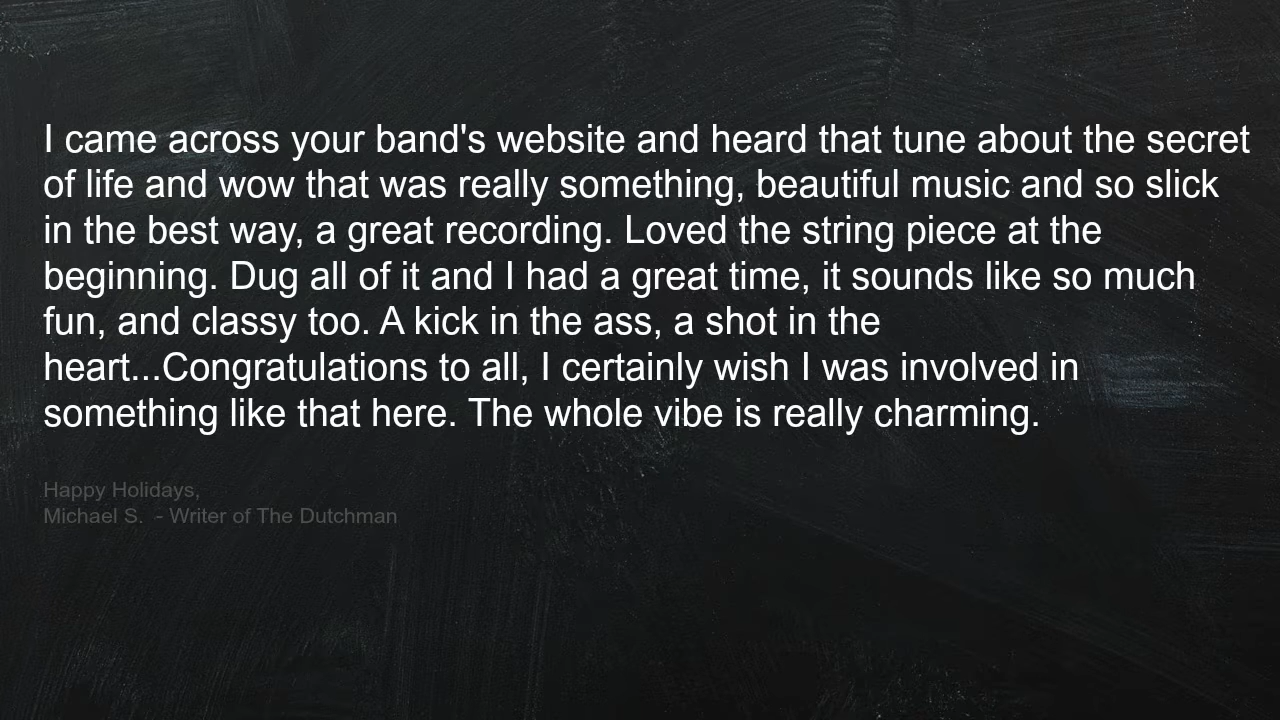 I came across your band's website and heard that tune about the secret
of life and wow that was really something, beautiful music and so slick
in the best way, a great recording. Loved the string piece at the
beginning. Dug all of it and I had a great time, it sounds like so much
fun, and classy too. A kick in the ass, a shot in the
heart...Congratulations to all, I certainly wish I was involved in
something like that here. The whole vibe is really charming.
Happy Holidays,
Michael S.  - Writer of The Dutchman